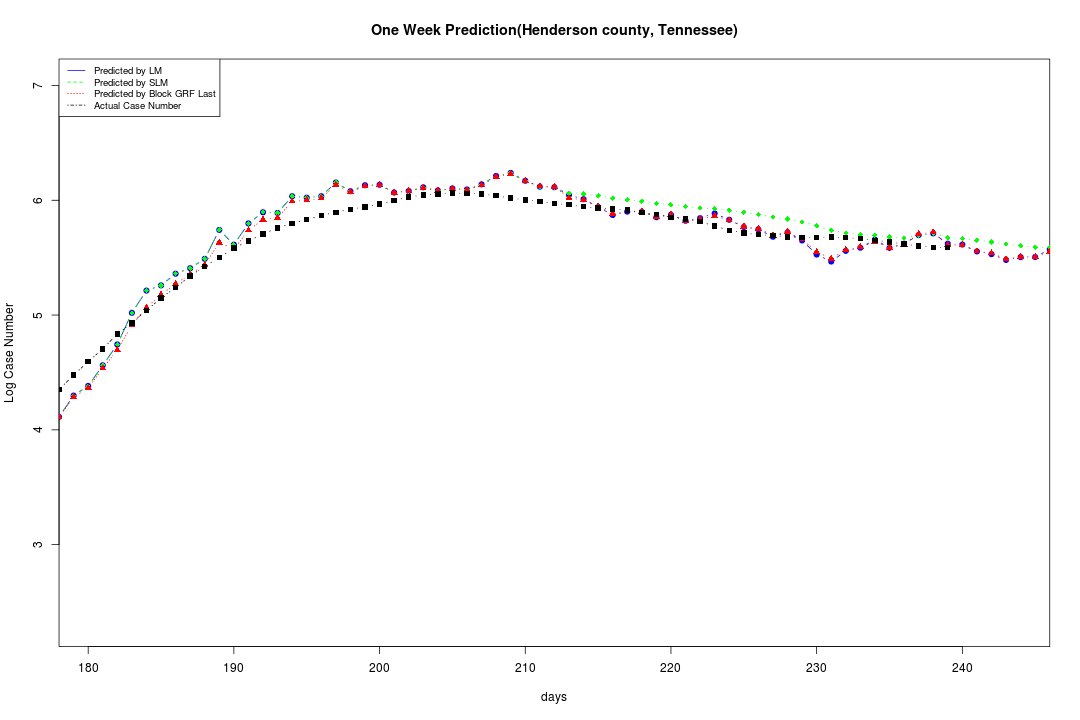 One Week Prediction(Henderson county, Tennessee)
Predicted by LM
Predicted by SLM
Predicted by Block GRF Last
Actual Case Number
7
6
5
4
3
Log Case Number
180 190 200 210 220 230 240
days